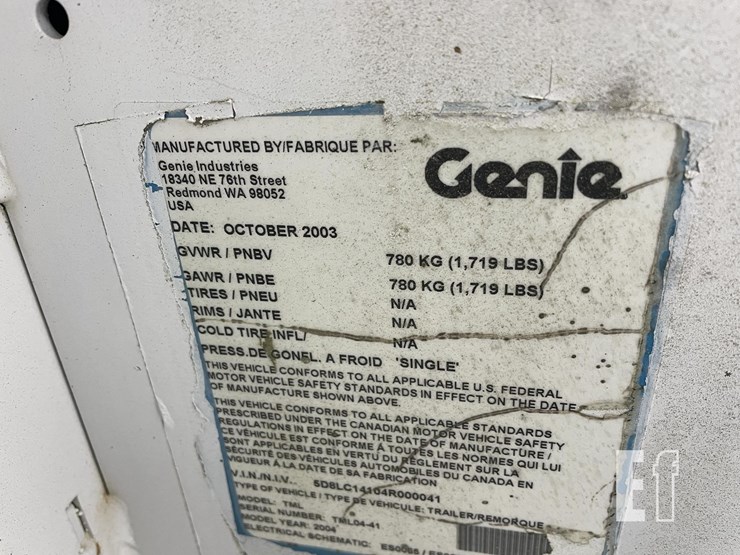 MANUFACTURED BY/FABRIQUE PAR:
Genie Industries
18340 NE 76th Street
Redmond WA 98052
USA
Genie
DATE: OCTOBER 2003
GVWR / PNBV 780 KG (1,719 LBS)
GAWR / PNBE 780 KG (1,719 LBS)
TIRES / PNEU N/A
RIMS / JANTE N/A
COLD TIRE INFL/ N/A
PRESS.DE GONFL. A FROID 'SINGLE'
THIS VEHICLE CONFORMS TO ALL APPLICABLE U.S. FEDERAL
MOTOR VEHICLE SAFETY STANDARDS IN EFFECT ON THE DATE
OF MANUFACTURE SHOWN ABOVE.
THIS VEHICLE CONFORMS TO ALL APPLICABLE STANDARDS
PRESCRIBED UNDER THE CANADIAN MOTOR VEHICLE SAFETY
REGULATIONS IN EFFECT ON THE DATE OF MANUFACTURE /
CE VÉHICULE EST CONFORME À TOUTES LES NORMES QUI LUI
SONT APPLICABLES EN VERTU DU RÈGLEMENT SUR LA
SÉCURITÉ DES VÉHICULES AUTOMOBILES DU CANADA EN
VIGUEUR À LA DATE DE SA FABRICATION
V.I.N./N.I.V. 5D8LC14104R000041
TYPE OF VEHICLE / TYPE DE VÉHICULE: TRAILER/REMORQUE
MODEL: TML
SERIAL NUMBER: TML04-41
MODEL YEAR: 2004
ELECTRICAL SCHEMATIC:
Ef